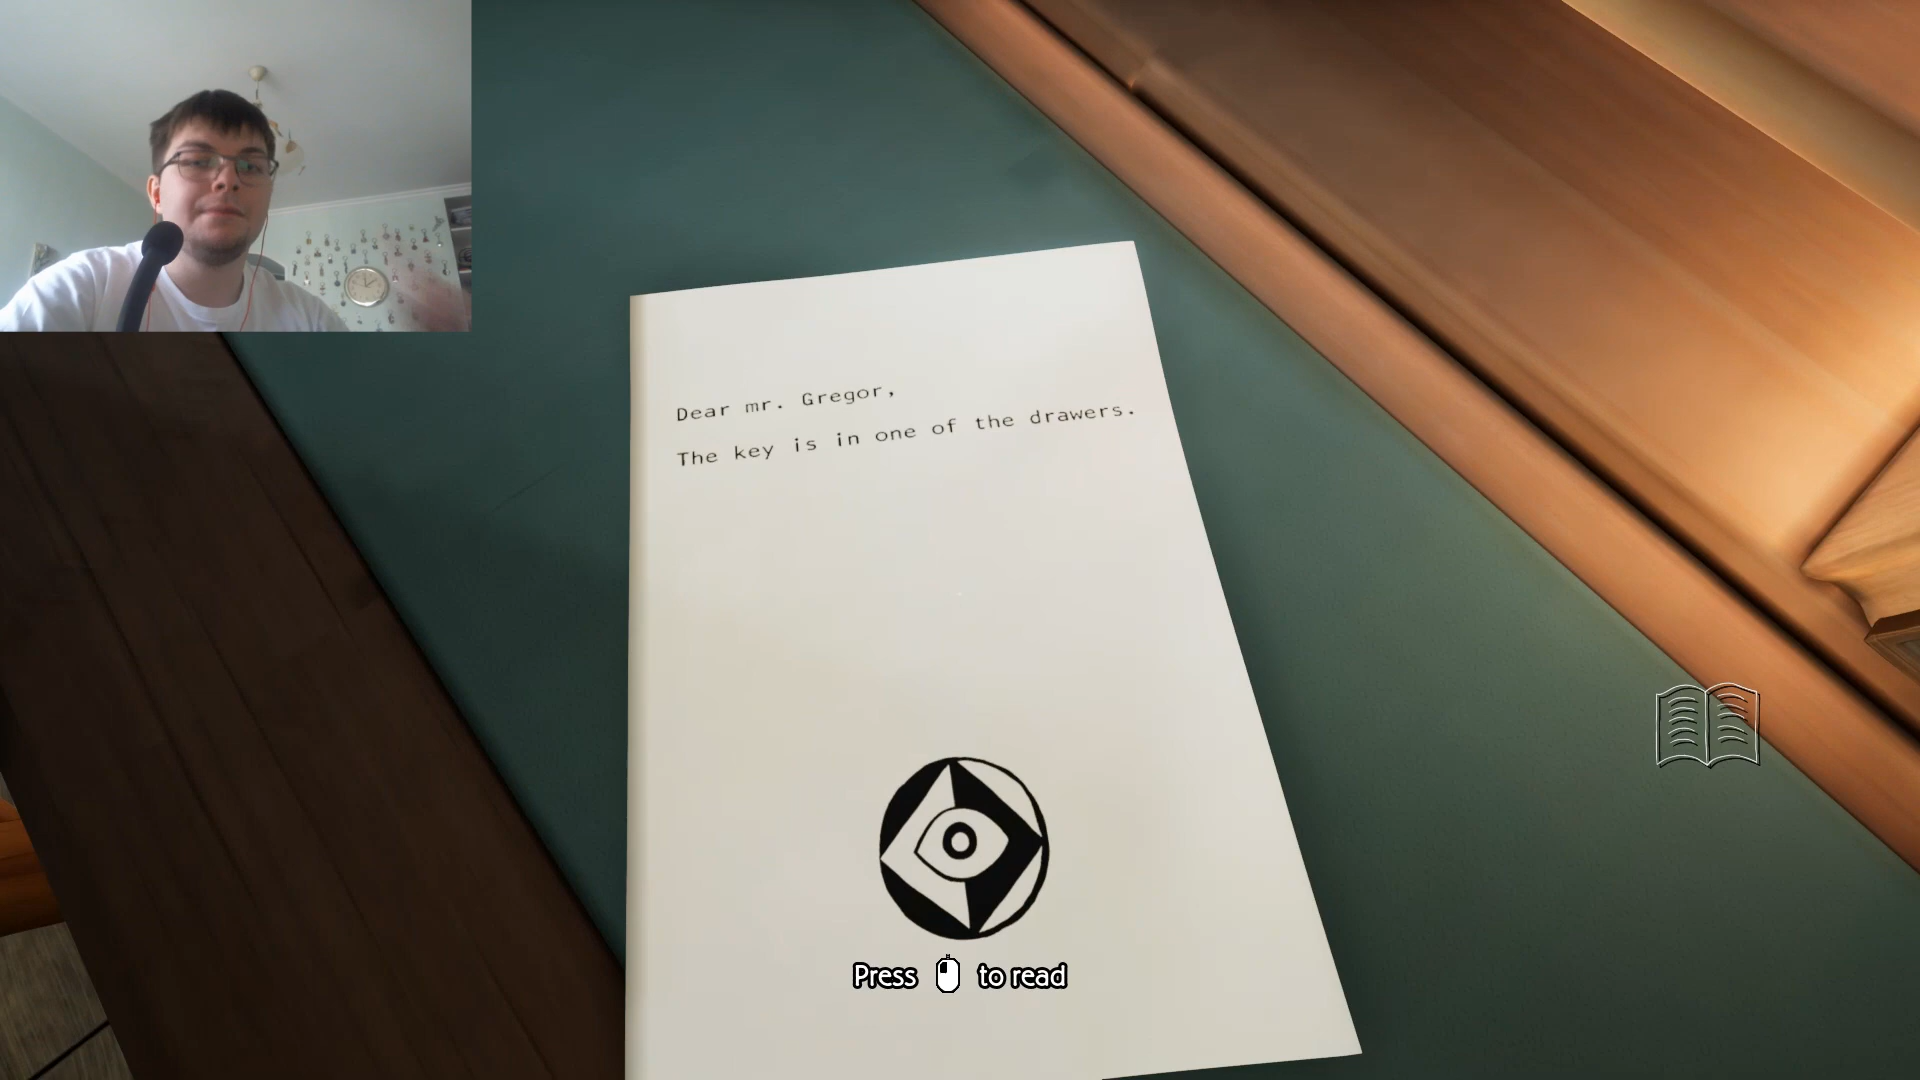 Dear mr. Gregor,
The key is in one of the drawers.
Press to read